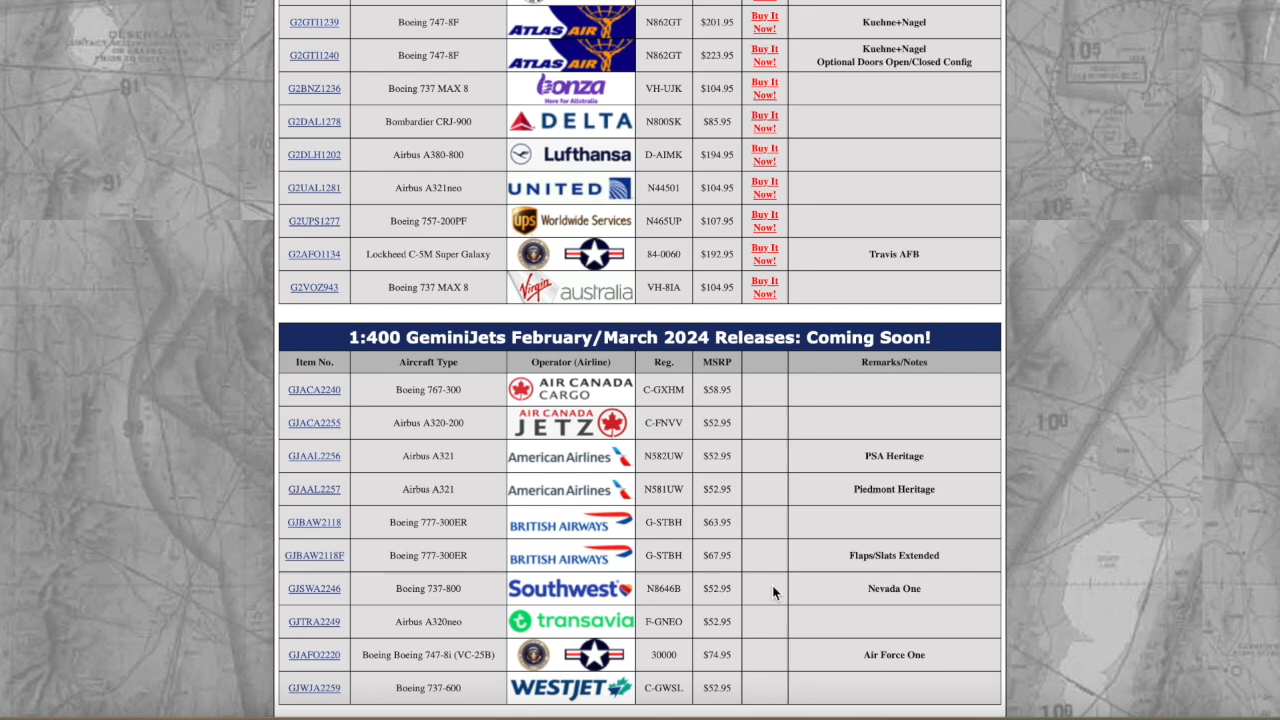 G2GTI1239 Boeing 747-8F ATLAS AIR N862GT $201.95 Buy It Now! Kuehne+Nagel
Boeing 747-8F ATLAS AIR N862GT $223.95 Buy It Now! Kuehne+Nagel
Optional Doors Open/Closed Config
G2BNZ1236 Boeing 737 MAX 8 bonza Here for Allstralia VH-UJK $104.95 Buy It Now!
G2DAL1278 Bombardier CRJ-900 DELTA N800SK $85.95 Buy It Now!
G2DLH1202 Airbus A380-800 Lufthansa D-AIMK $194.95 Buy It Now!
G2UAL1281 Airbus A321neo UNITED N44501 $104.95 Buy It Now!
G2UPS1277 Boeing 757-200PF ups Worldwide Services N465UP $107.95 Buy It Now!
G2AFO1114 Lockheed C-5M Super Galaxy 84-0060 $192.95 Buy It Now! Travis AFB
G2VOZ943 Boeing 737 MAX 8 Virgin australia VH-8IA $104.95 Buy It Now!
1:400 GeminiJets February/March 2024 Releases: Coming Soon!
Item No. Aircraft Type Operator (Airline) Reg. MSRP Remarks/Notes
GJACA2240 Boeing 767-300 AIR CANADA CARGO C-GXHM $58.95
GJACA2255 Airbus A320-200 AIR CANADA JETZ C-FNVV $52.95
GJAAL2256 Airbus A321 American Airlines N582UW $52.95 PSA Heritage
GJAAL2257 Airbus A321 American Airlines N581UW $52.95 Piedmont Heritage
GJBAW2118 Boeing 777-300ER BRITISH AIRWAYS G-STBH $63.95
GJBAW2118F Boeing 777-300ER BRITISH AIRWAYS G-STBH $67.95 Flaps/Slats Extended
GJSWA2246 Boeing 737-800 Southwest N8646B $52.95 Nevada One
GJTRA2249 Airbus A320neo transavia F-GNEO $52.95
GJAFO2220 Boeing Boeing 747-8i (VC-25B) 30000 $74.95 Air Force One
GJWJA2259 Boeing 737-600 WESTJET C-GWSL $52.95